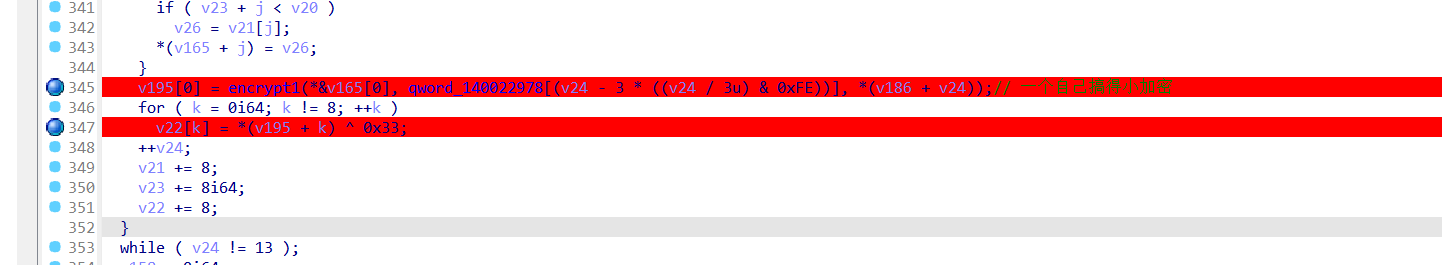 341 if ( v23 + j < v20 )
342 v26 = v21[j];
343 *(v165 + j) = v26;
344 }
345 v195[0] = encrypt1(*&v165[0], qword_140022978[(v24 - 3 * ((v24 / 3u) & 0xFE))], *(v186 + v24));//
346 for ( k = 0i64; k != 8; ++k )
347 v22[k] = *(v195 + k) ^ 0x33;
348 ++v24;
349 v21 += 8;
350 v23 += 8i64;
351 v22 += 8;
352 }
353 while ( v24 != 13 );